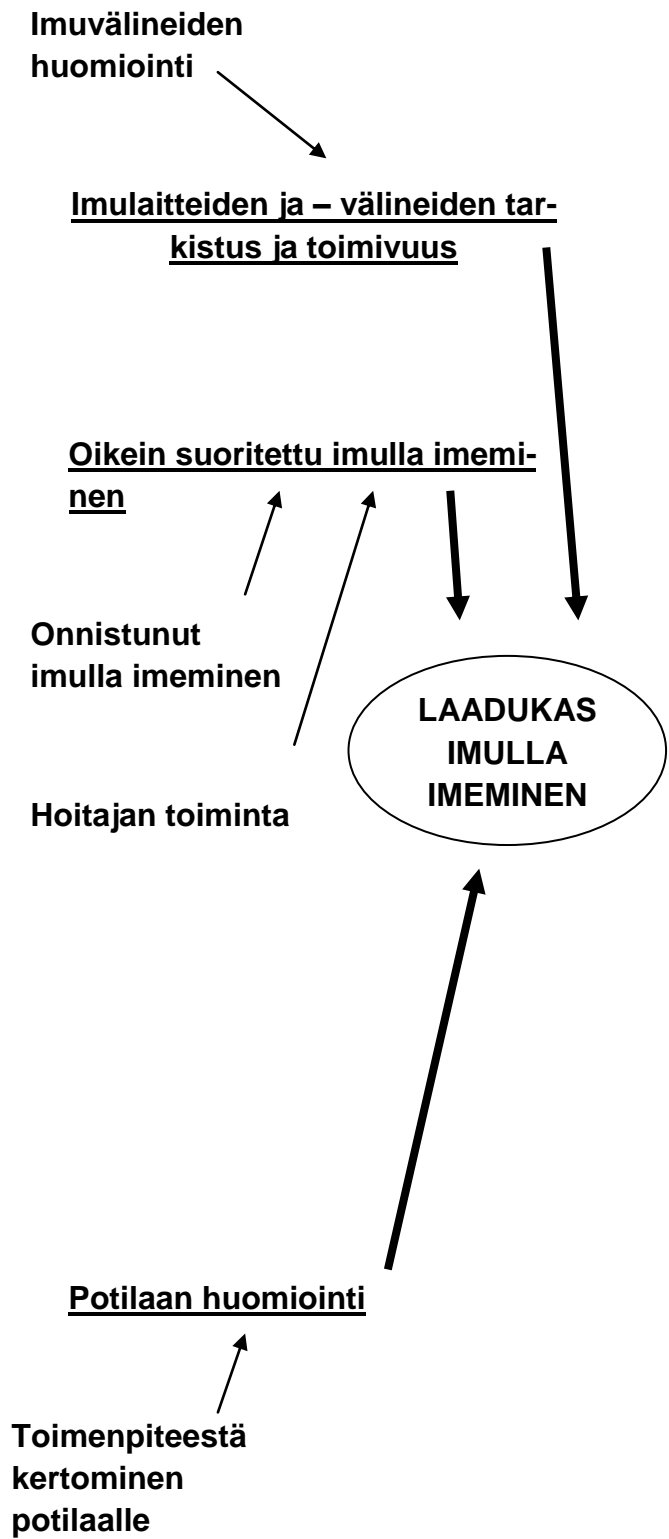 Imuvälineiden
huomiointi
Imulaitteiden ja – välineiden tar-
kistus ja toimivuus
Oikein suoritettu imulla imemi-
nen
Onnistunut
imulla imeminen
LAADUKAS
IMULLA
IMEMINEN
Hoitajan toiminta
Potilaan huomiointi
Toimenpiteestä
kertominen
potilaalle